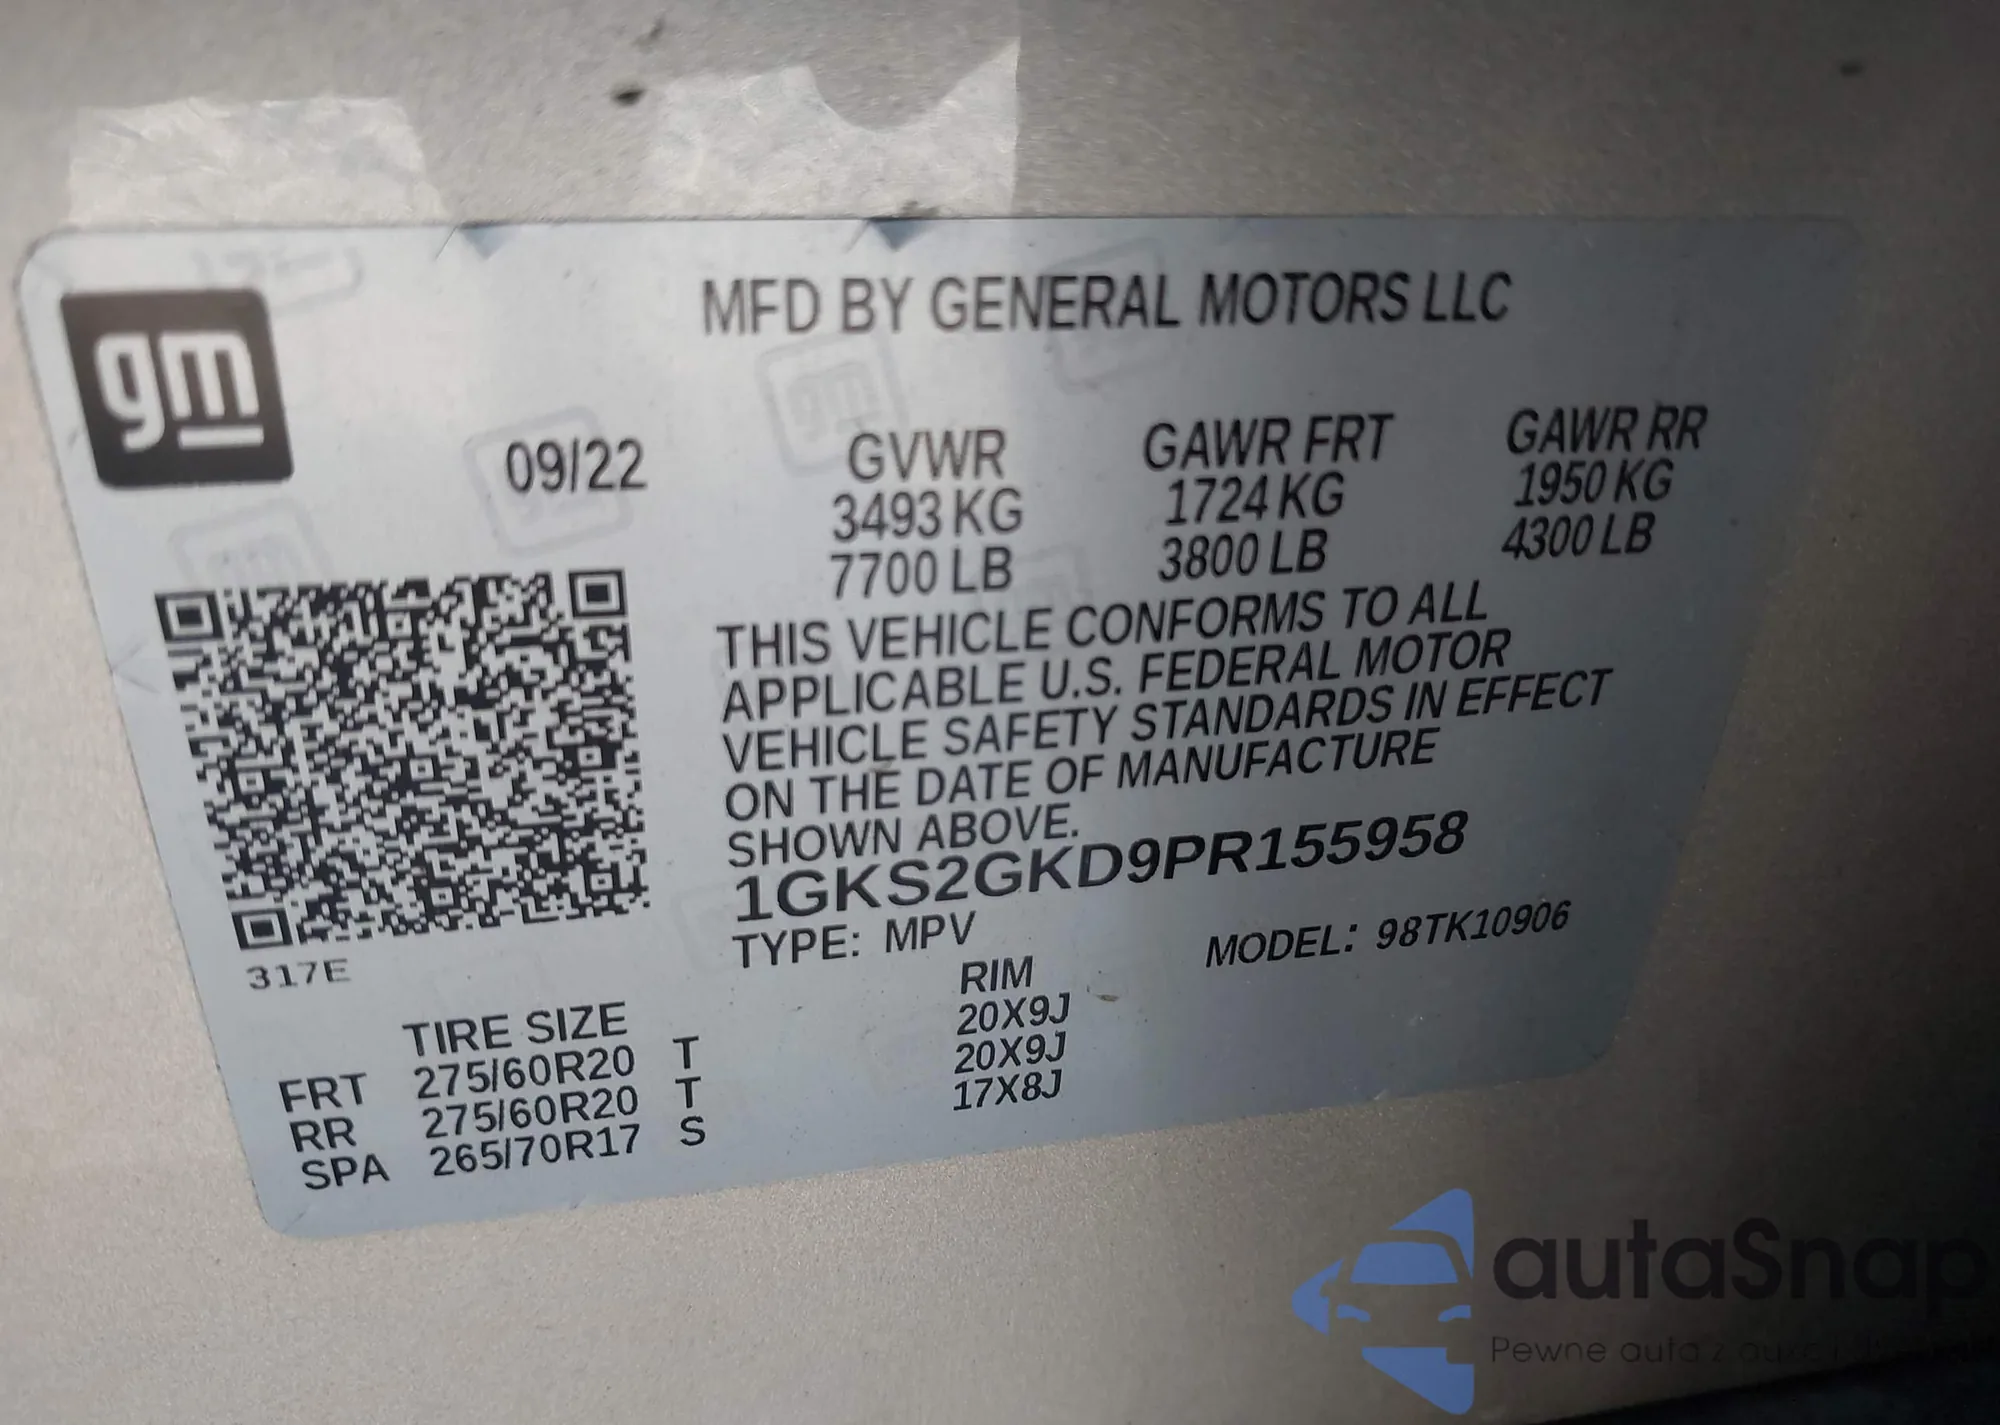 gm
MFD BY GENERAL MOTORS LLC
09/22
GVWR GAWR FRT GAWR RR
3493 KG 1724 KG 1950 KG
7700 LB 3800 LB 4300 LB
THIS VEHICLE CONFORMS TO ALL
APPLICABLE U.S. FEDERAL MOTOR
VEHICLE SAFETY STANDARDS IN EFFECT
ON THE DATE OF MANUFACTURE
SHOWN ABOVE.
1GKS2GKD9PR155958
TYPE: MPV MODEL: 98TK10906
317E
TIRE SIZE RIM
FRT 275/60R20 T 20X9J
RR 275/60R20 T 20X9J
SPA 265/70R17 S 17X8J
autaSnap
Pewne auta z